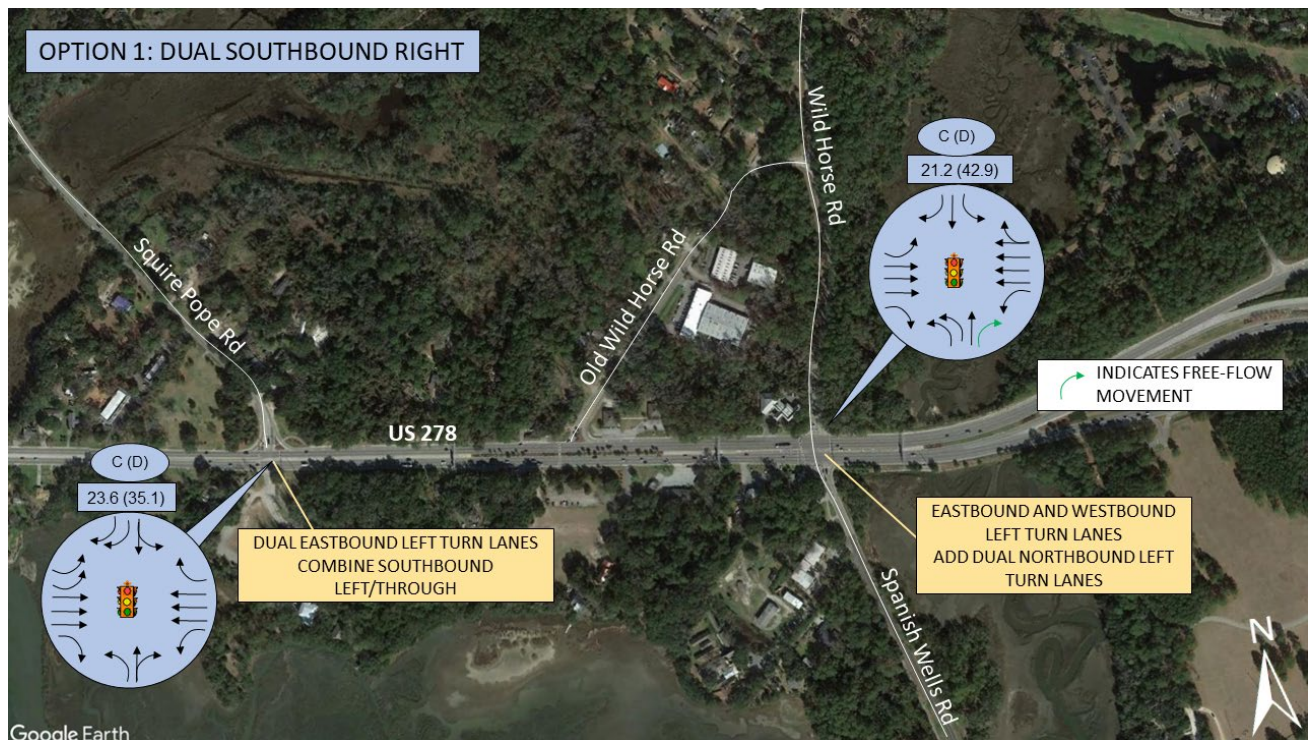 OPTION 1: DUAL SOUTHBOUND RIGHT
Wild Horse Rd
C (D)
21.2 (42.9)
Squire Pope Rd
Old Wild Horse Rd
INDICATES FREE-FLOW
MOVEMENT
US 278
C (D)
23.6 (35.1)
DUAL EASTBOUND LEFT TURN LANES
COMBINE SOUTHBOUND
LEFT/THROUGH
EASTBOUND AND WESTBOUND
LEFT TURN LANES
ADD DUAL NORTHBOUND LEFT
TURN LANES
Spanish Wells Rd
N
Google Earth